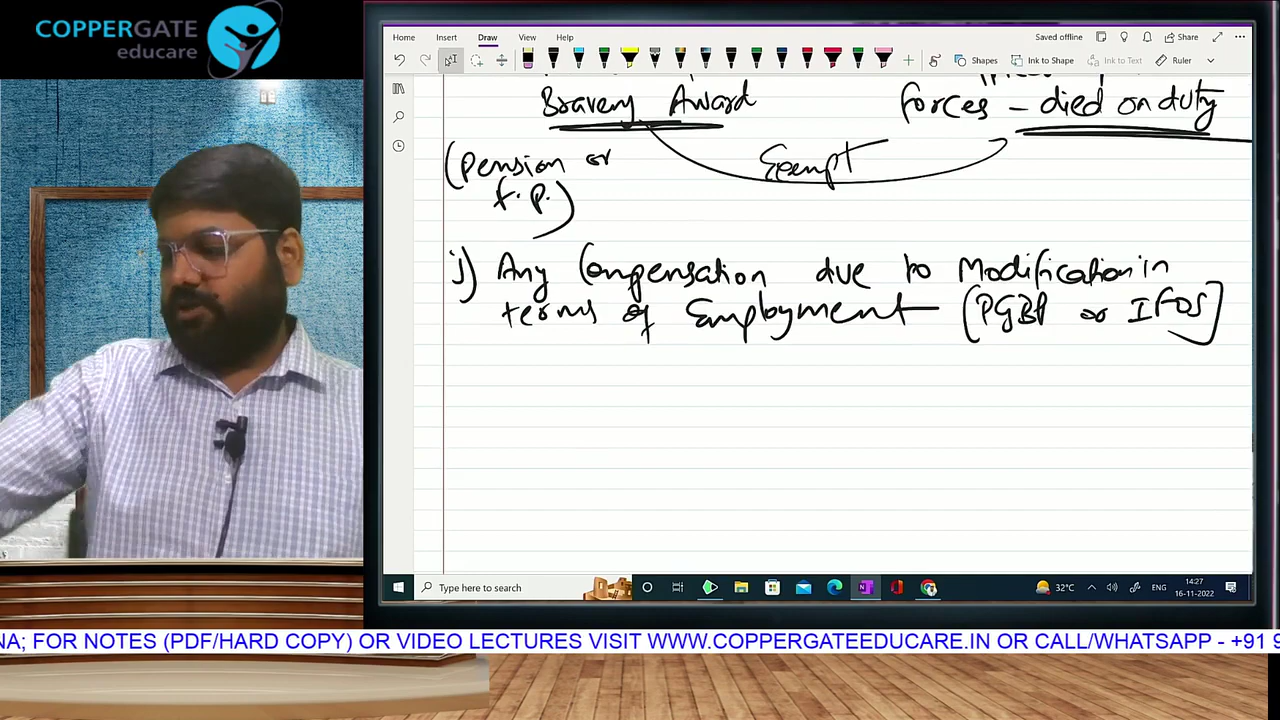 COPPERGATE
educare
Home Insert Draw View Help
Saved offline
Share
Shapes
Ink to Shape
Ink to Text
Ruler
Bravery Award
forces - died on duty
(Pension or
f.p.)
Exempt
j) Any Compensation due to Modification in
terms of Employment (PGBP or IFOS)
Type here to search
32°C
ENG
14:27
16-11-2022
NA; FOR NOTES (PDF/HARD COPY) OR VIDEO LECTURES VISIT WWW.COPPERGATEEDUCARE.IN OR CALL/WHATSAPP - +91 9